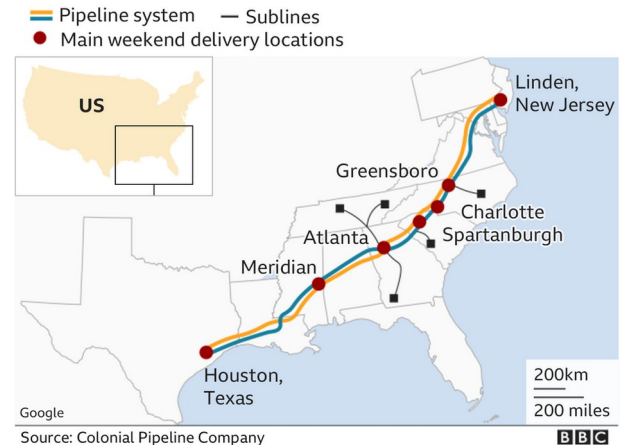 Pipeline system
Sublines
Main weekend delivery locations
US
Linden,
New Jersey
Greensboro
Charlotte
Spartanburgh
Atlanta
Meridian
Houston,
Texas
200km
200 miles
Google
Source: Colonial Pipeline Company
BBC